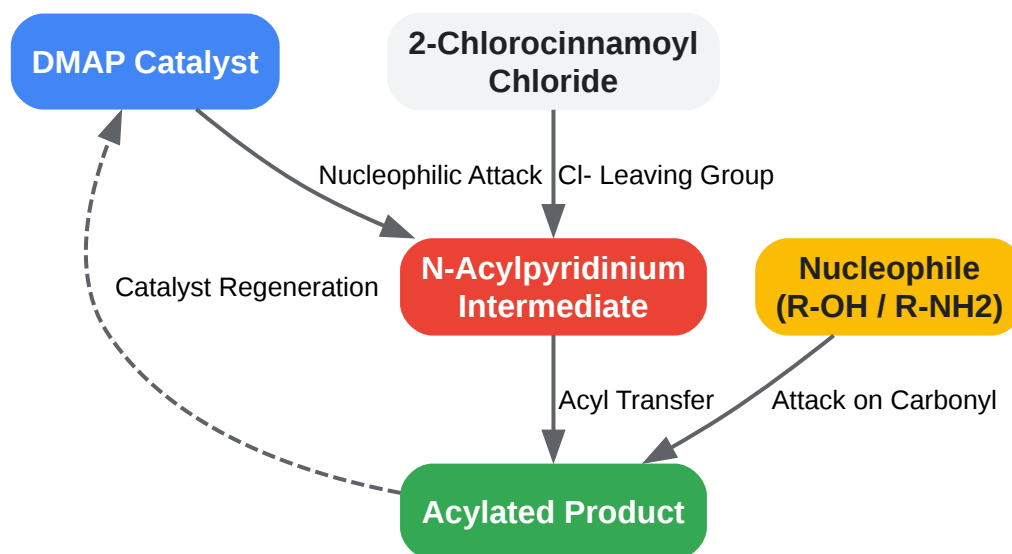 DMAP Catalyst
2-Chlorocinnamoyl
Chloride
Nucleophilic Attack
Cl- Leaving Group
Catalyst Regeneration
N-Acylpyridinium
Intermediate
Nucleophile
(R-OH / R-NH2)
Acyl Transfer
Attack on Carbonyl
Acylated Product